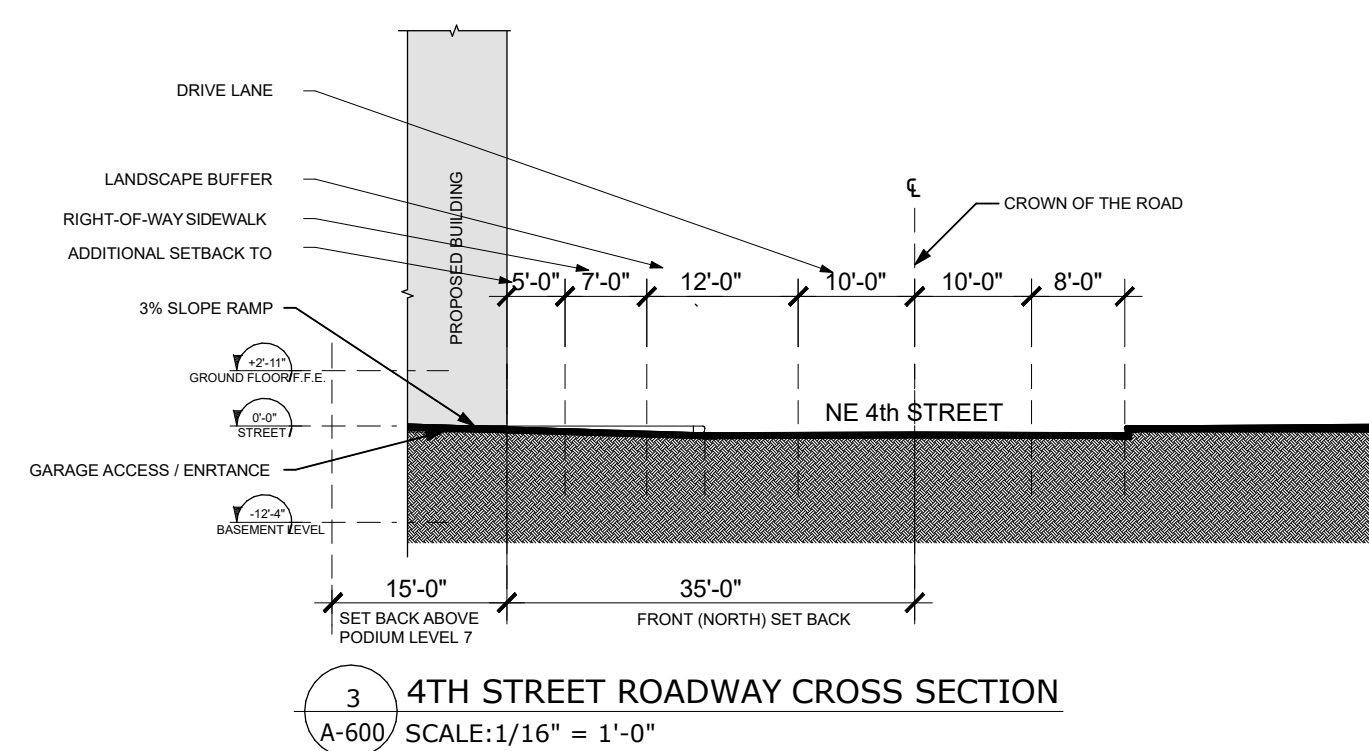 DRIVE LANE
LANDSCAPE BUFFER
RIGHT-OF-WAY SIDEWALK
ADDITIONAL SETBACK TO
3% SLOPE RAMP
PROPOSED BUILDING
℄
CROWN OF THE ROAD
5'-0" 7'-0" 12'-0" 10'-0" 10'-0" 8'-0"
+2'-11"
GROUND FLOOR/F.F.E.
0'-0"
STREET
NE 4th STREET
GARAGE ACCESS / ENRTANCE
-12'-4"
BASEMENT LEVEL
15'-0" 35'-0"
SET BACK ABOVE
PODIUM LEVEL 7
FRONT (NORTH) SET BACK
3
A-600
4TH STREET ROADWAY CROSS SECTION
SCALE:1/16" = 1'-0"